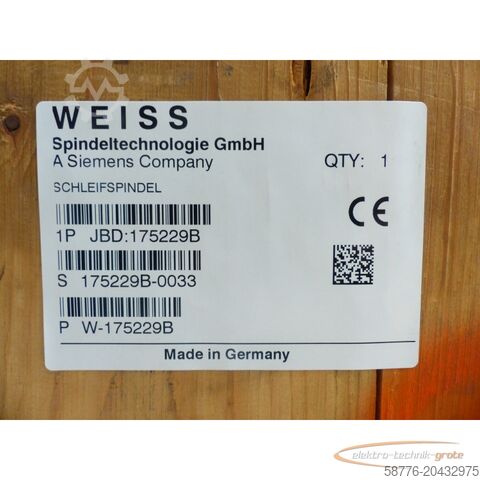 WEISS
Spindeltechnologie GmbH
A Siemens Company
QTY: 1
SCHLEIFSPINDEL
CE
1P JBD:175229B
S 175229B-0033
P W-175229B
Made in Germany
elektro-technik-grote
58776-20432975